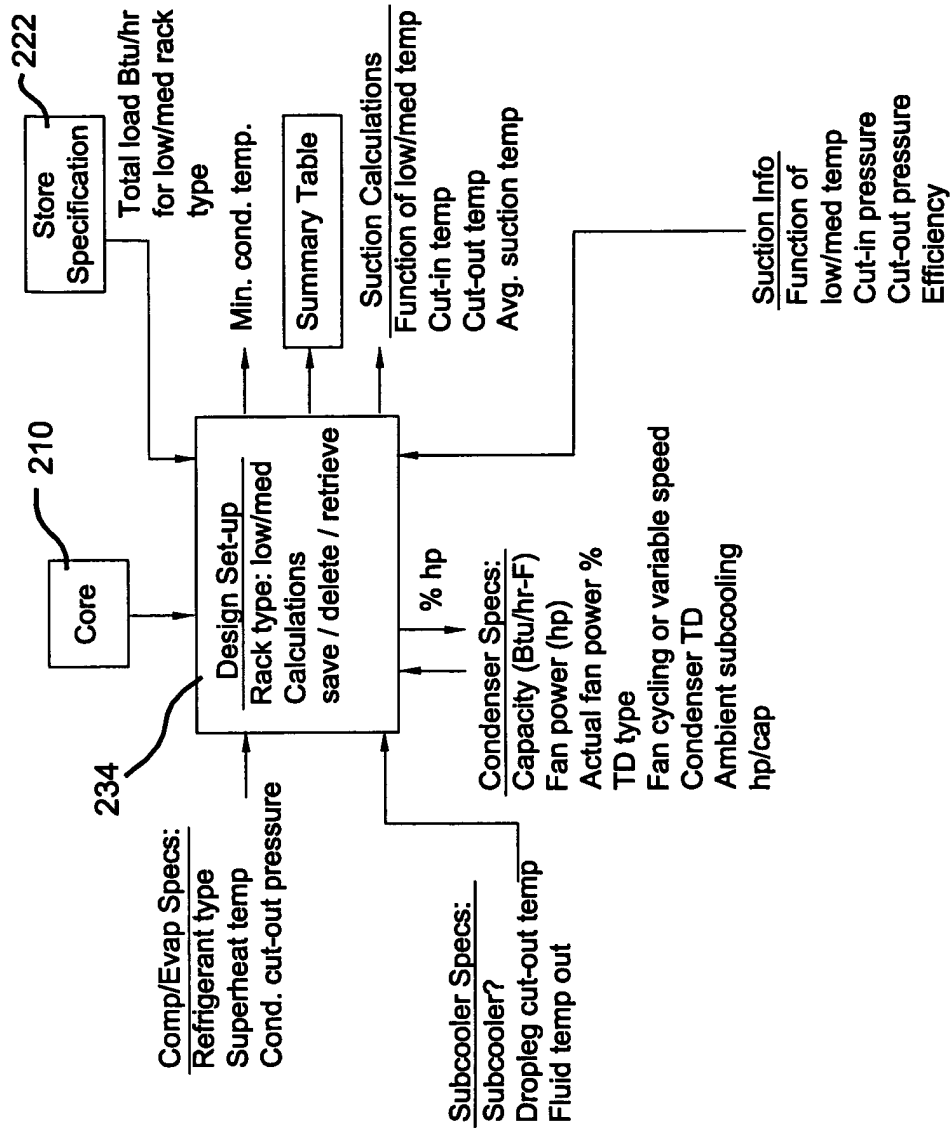 210
Core
222
Store
Specification
Total load Btu/hr
for low/med rack
type
234
Design Set-up
Rack type: low/med
Calculations
save / delete / retrieve
Comp/Evap Specs:
Refrigerant type
Superheat temp
Cond. cut-out pressure
Min. cond. temp.
Summary Table
Suction Calculations
Function of low/med temp
Cut-in temp
Cut-out temp
Avg. suction temp
% hp
Subcooler Specs:
Subcooler?
Dropleg cut-out temp
Fluid temp out
Condenser Specs:
Capacity (Btu/hr-F)
Fan power (hp)
Actual fan power %
TD type
Fan cycling or variable speed
Condenser TD
Ambient subcooling
hp/cap
Suction Info
Function of
low/med temp
Cut-in pressure
Cut-out pressure
Efficiency